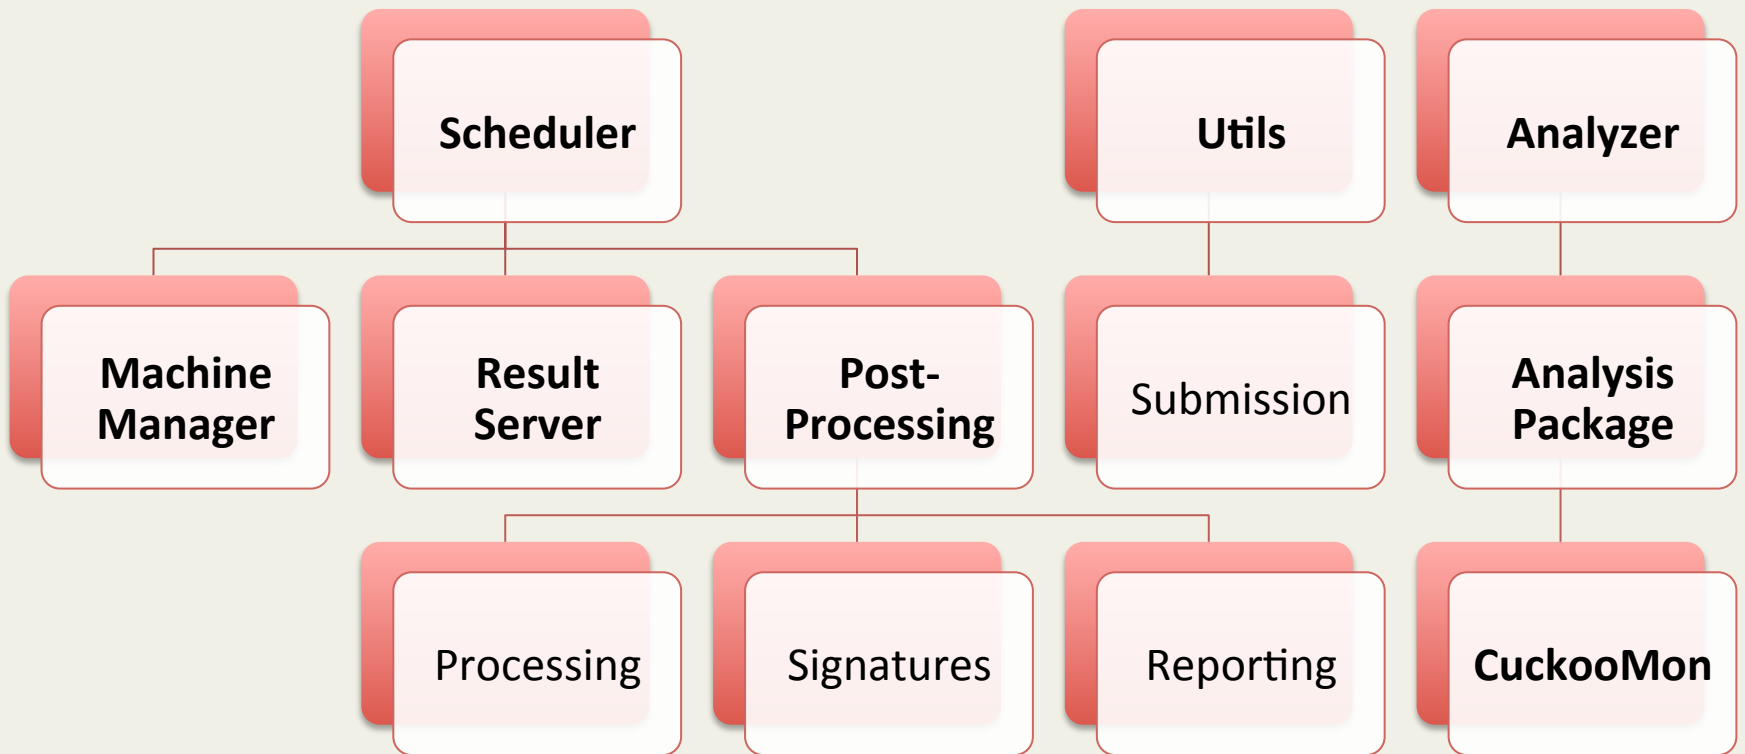 Scheduler
Utils
Analyzer
Machine
Manager
Result
Server
Post-
Processing
Submission
Analysis
Package
Processing
Signatures
Reporting
CuckooMon